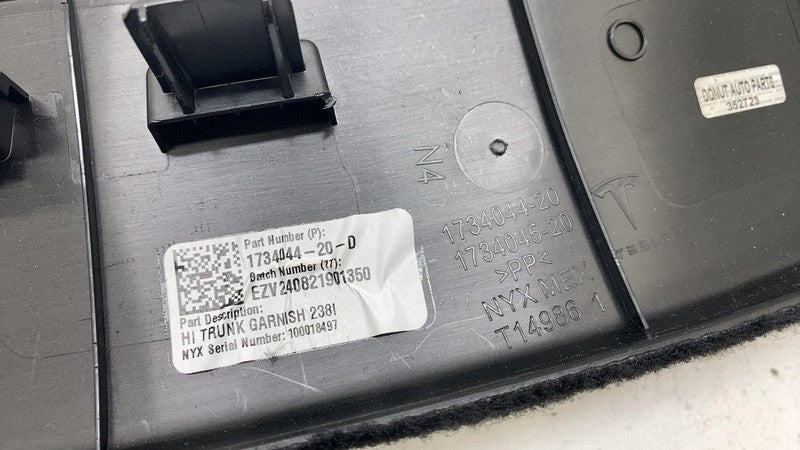 DONUT AUTO PARTS
352723
N4
1734044-20
1734045-20
>PP<
NYX MEX
T14986.1
Part Number (P):
1734044-20-D
Batch Number (1T):
EZV240821901350
Part Description:
HI TRUNK GARNISH 238I
NYX Serial Number: 100018497